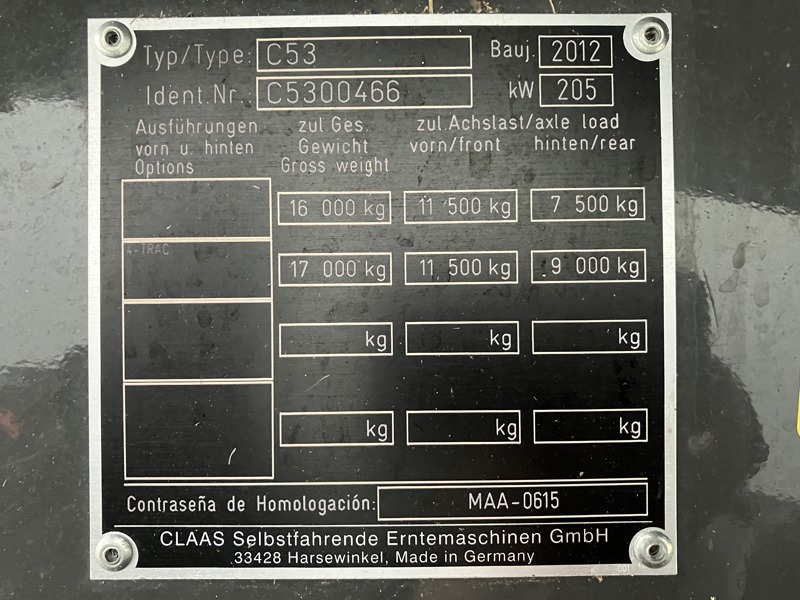 Typ/Type: C53 Bauj. 2012
Ident.Nr.: C5300466 kW 205
Ausführungen zul.Ges. zul.Achslast/axle load
vorn u. hinten Gewicht vorn/front hinten/rear
Options Gross weight
16 000 kg 11 500 kg 7 500 kg
4-TRAC
17 000 kg 11 500 kg 9 000 kg
kg kg kg
kg kg kg
Contraseña de Homologación: MAA-0615
CLAAS Selbstfahrende Erntemaschinen GmbH
33428 Harsewinkel, Made in Germany